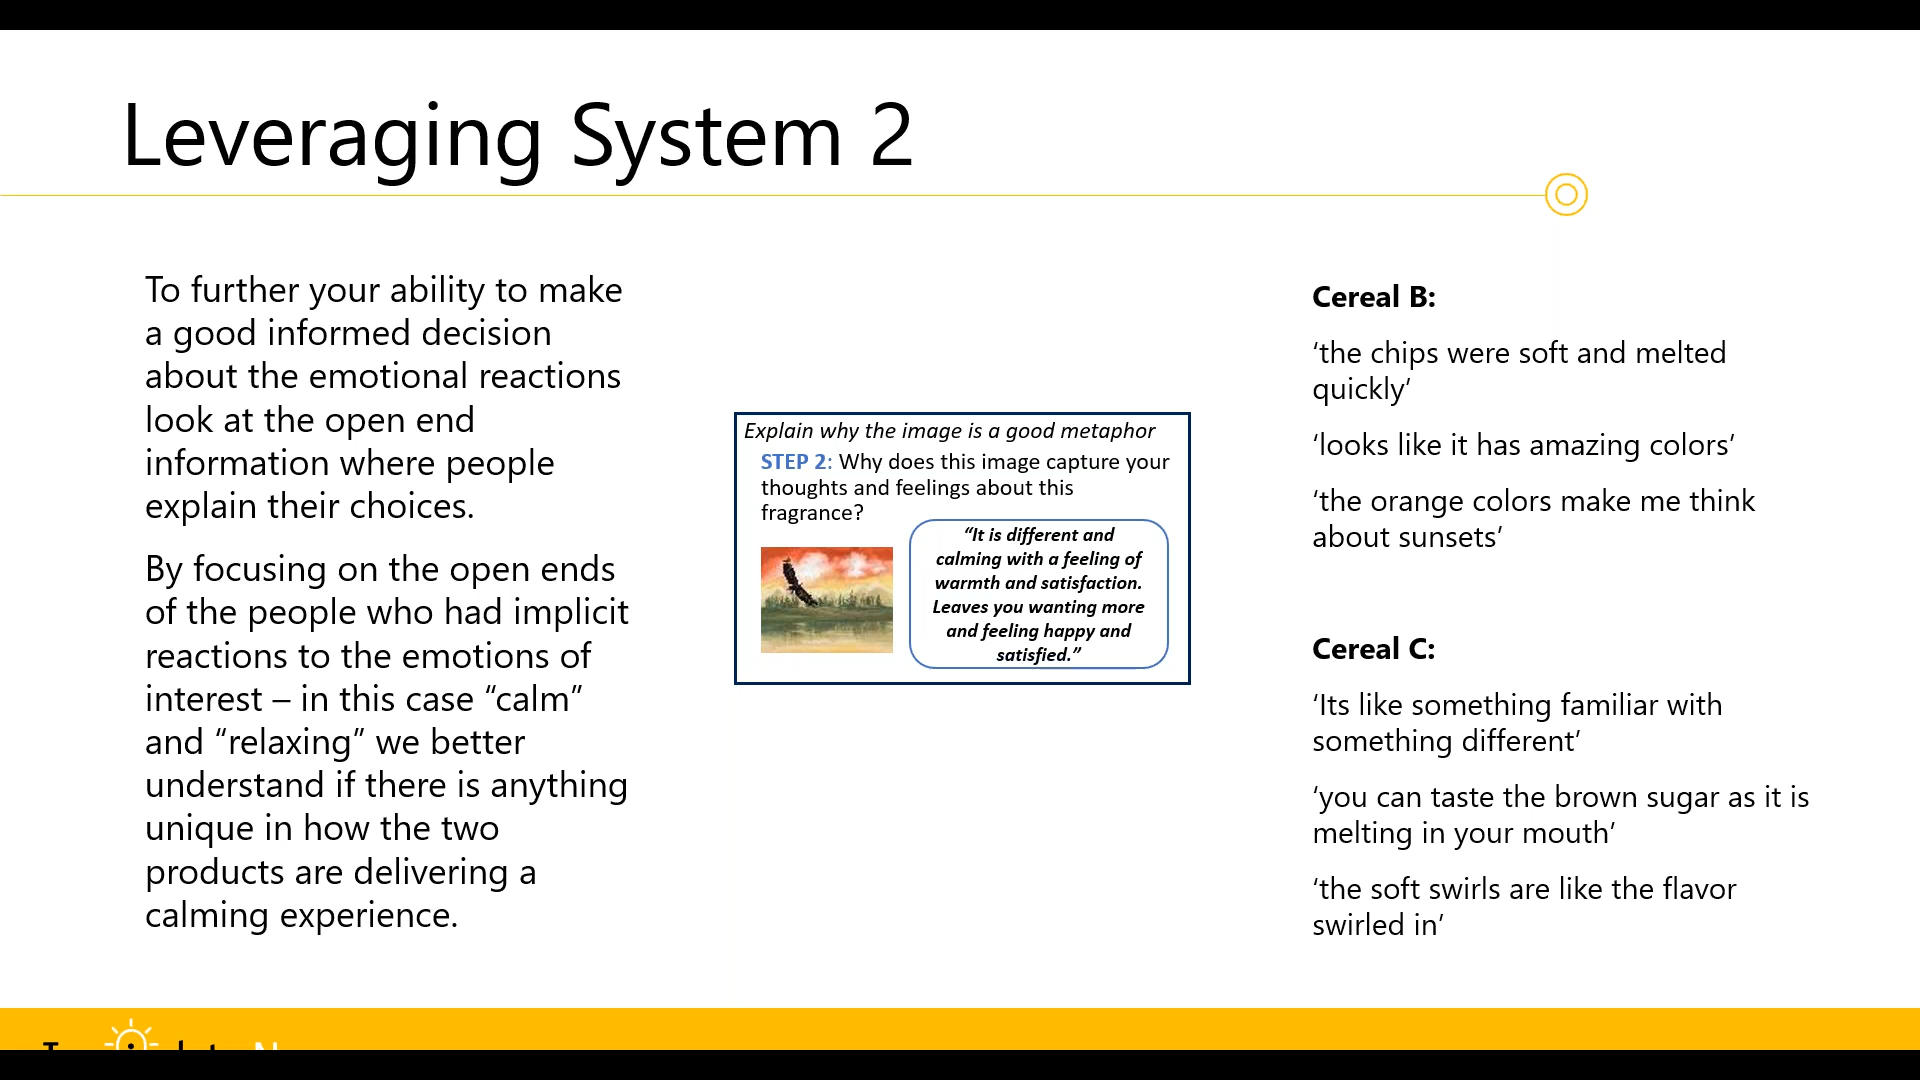 Leveraging System 2
To further your ability to make
a good informed decision
about the emotional reactions
look at the open end
information where people
explain their choices.
By focusing on the open ends
of the people who had implicit
reactions to the emotions of
interest – in this case “calm”
and “relaxing” we better
understand if there is anything
unique in how the two
products are delivering a
calming experience.
Explain why the image is a good metaphor
STEP 2: Why does this image capture your
thoughts and feelings about this
fragrance?
“It is different and
calming with a feeling of
warmth and satisfaction.
Leaves you wanting more
and feeling happy and
satisfied.”
Cereal B:
‘the chips were soft and melted
quickly’
‘looks like it has amazing colors’
‘the orange colors make me think
about sunsets’
Cereal C:
‘Its like something familiar with
something different’
‘you can taste the brown sugar as it is
melting in your mouth’
‘the soft swirls are like the flavor
swirled in’